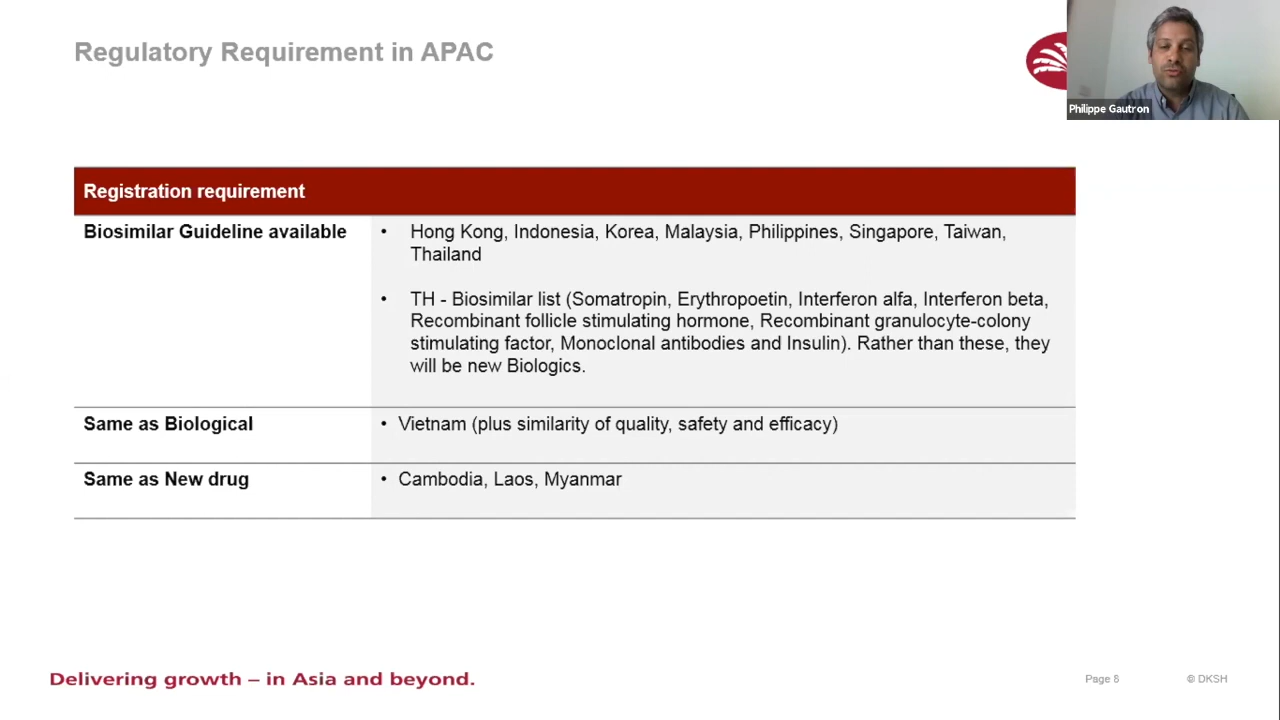 Regulatory Requirement in APAC
Philippe Gautron
Registration requirement
Biosimilar Guideline available
• Hong Kong, Indonesia, Korea, Malaysia, Philippines, Singapore, Taiwan,
Thailand
• TH - Biosimilar list (Somatropin, Erythropoetin, Interferon alfa, Interferon beta,
Recombinant follicle stimulating hormone, Recombinant granulocyte-colony
stimulating factor, Monoclonal antibodies and Insulin). Rather than these, they
will be new Biologics.
Same as Biological
• Vietnam (plus similarity of quality, safety and efficacy)
Same as New drug
• Cambodia, Laos, Myanmar
Delivering growth – in Asia and beyond.
Page 8
© DKSH